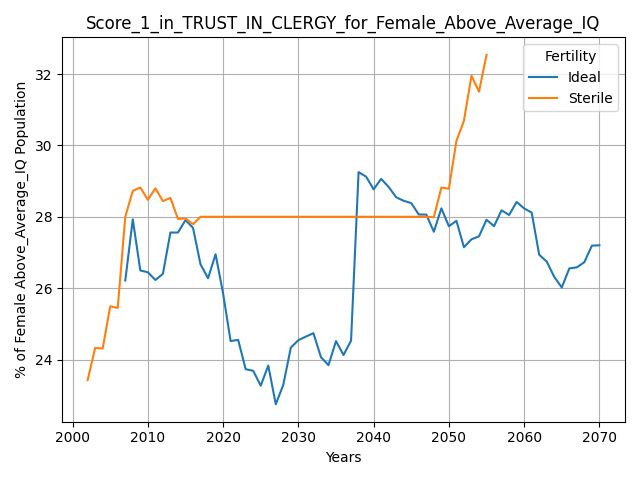 Score_1_in_TRUST_IN_CLERGY_for_Female_Above_Average_IQ
% of Female Above_Average_IQ Population
32
30
28
26
24
Fertility
Ideal
Sterile
2000 2010 2020 2030 2040 2050 2060 2070
Years